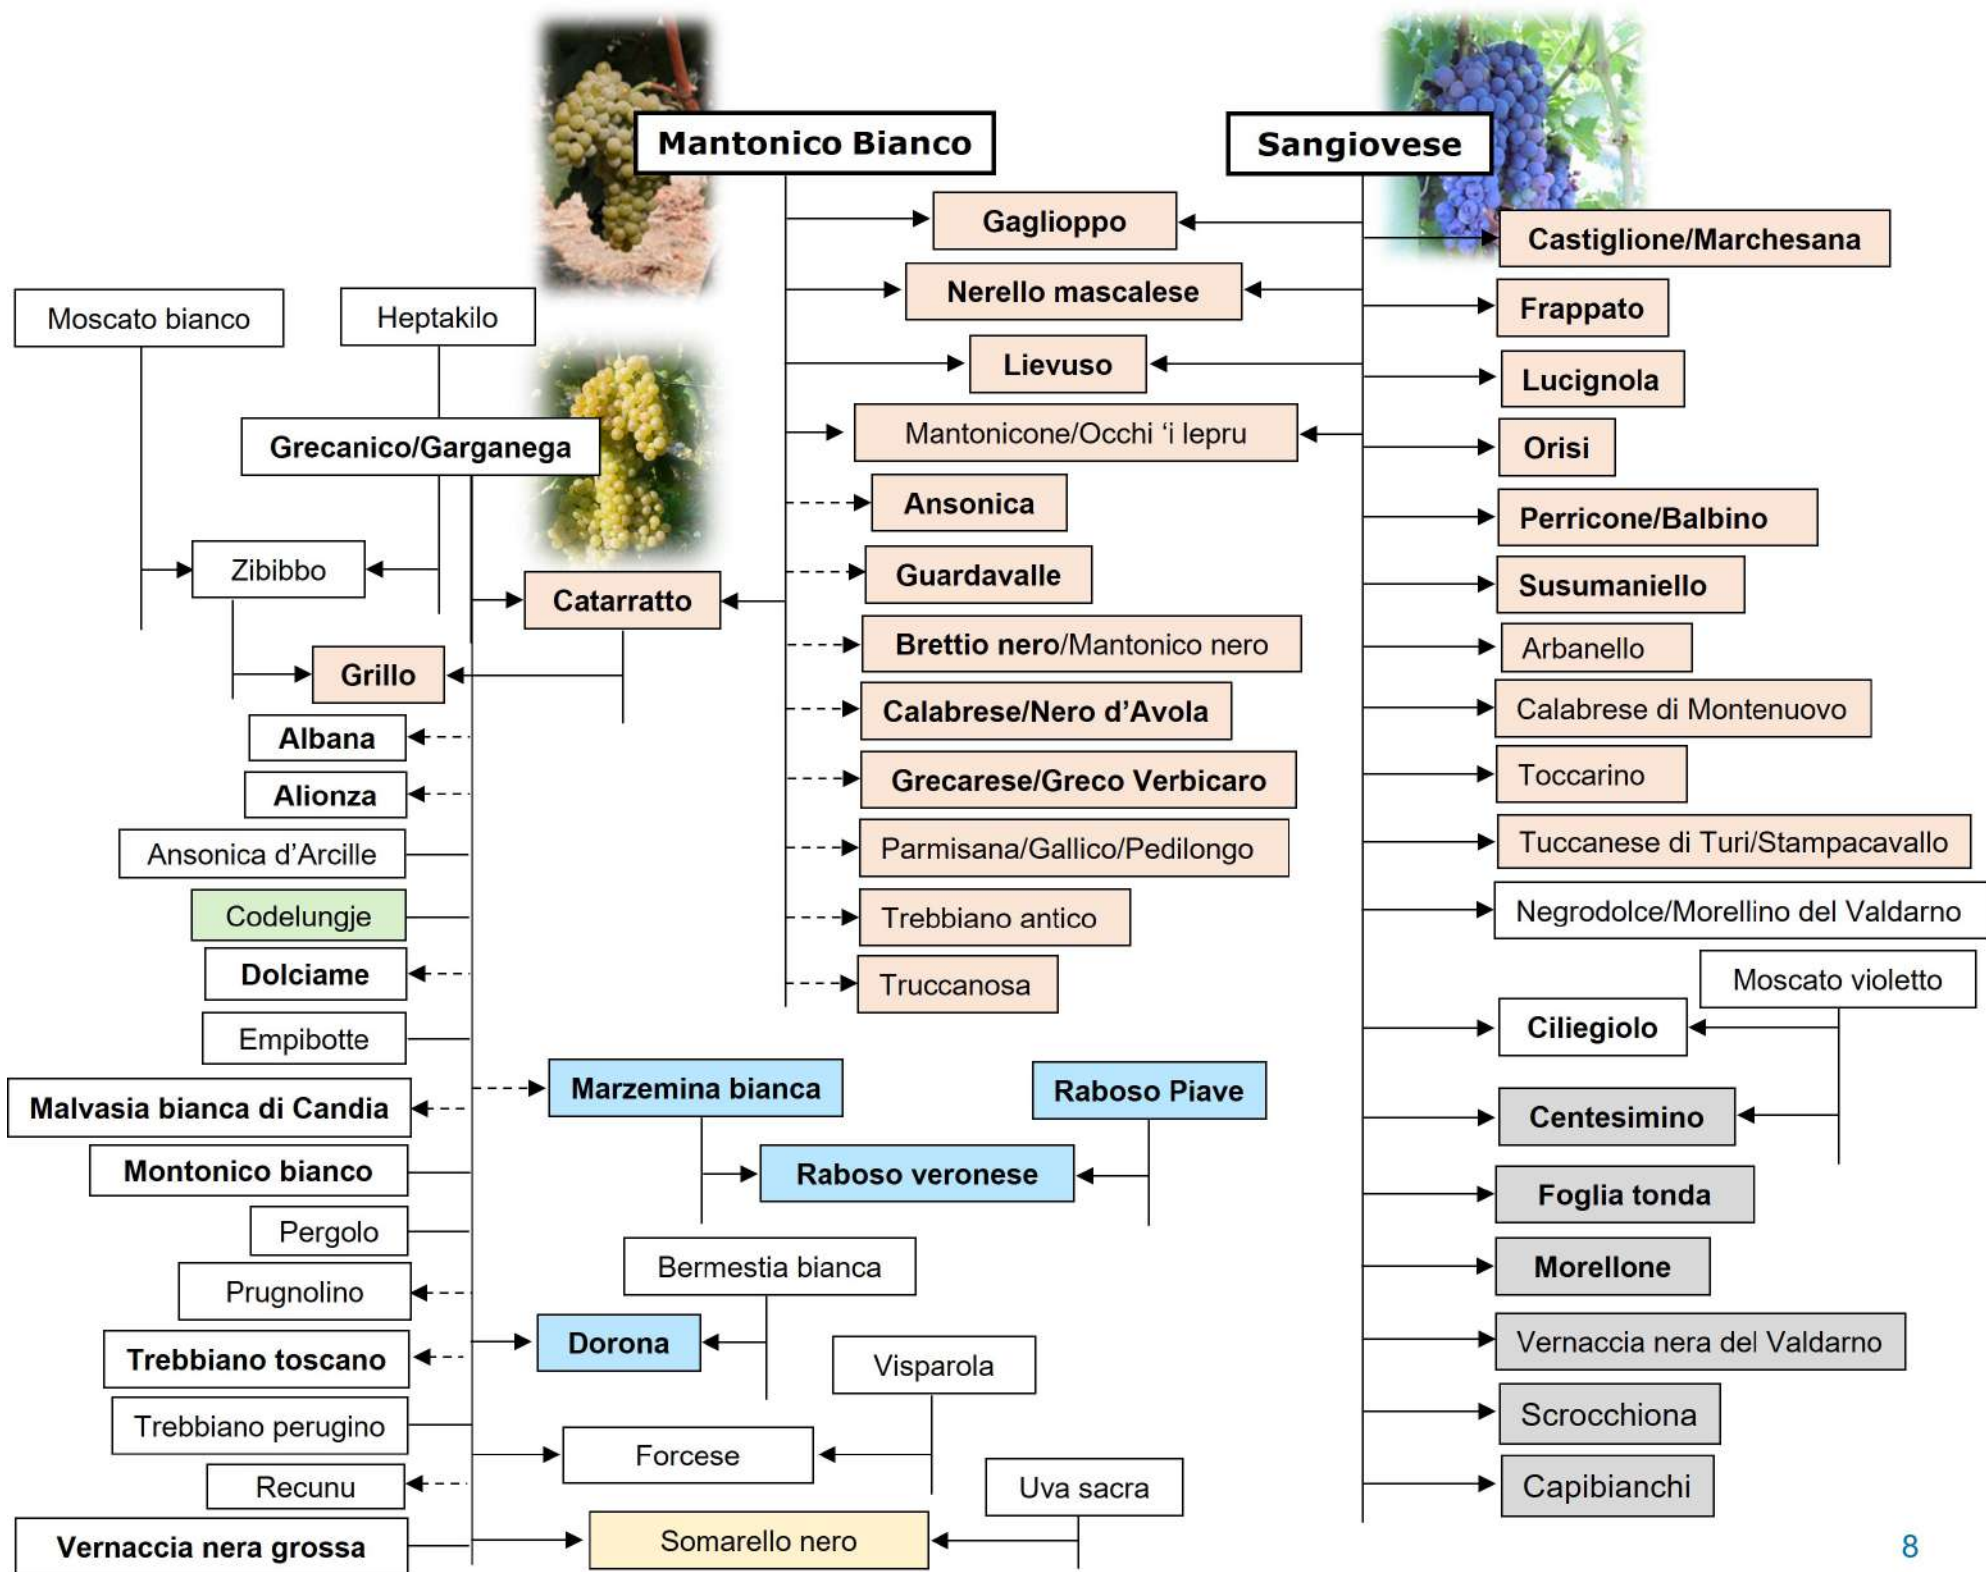 Mantonico Bianco
Sangiovese
Gaglioppo
Castiglione/Marchesana
Nerello mascalese
Moscato bianco
Heptakilo
Frappato
Lievuso
Lucignola
Mantonicone/Occhi ‘i lepru
Grecanico/Garganega
Orisi
Ansonica
Perricone/Balbino
Zibibbo
Guardavalle
Catarratto
Susumaniello
Brettio nero/Mantonico nero
Arbanello
Grillo
Calabrese/Nero d’Avola
Calabrese di Montenuovo
Albana
Grecarese/Greco Verbicaro
Toccarino
Alionza
Parmisana/Gallico/Pedilongo
Tuccanese di Turi/Stampacavallo
Ansonica d’Arcille
Codelungje
Trebbiano antico
Negrodolce/Morellino del Valdarno
Dolciame
Truccanosa
Moscato violetto
Empibotte
Ciliegiolo
Marzemina bianca
Raboso Piave
Malvasia bianca di Candia
Centesimino
Montonico bianco
Raboso veronese
Foglia tonda
Pergolo
Bermestia bianca
Morellone
Prugnolino
Dorona
Vernaccia nera del Valdarno
Trebbiano toscano
Visparola
Trebbiano perugino
Scrocchiona
Forcese
Recunu
Uva sacra
Capibianchi
Vernaccia nera grossa
Somarello nero
8